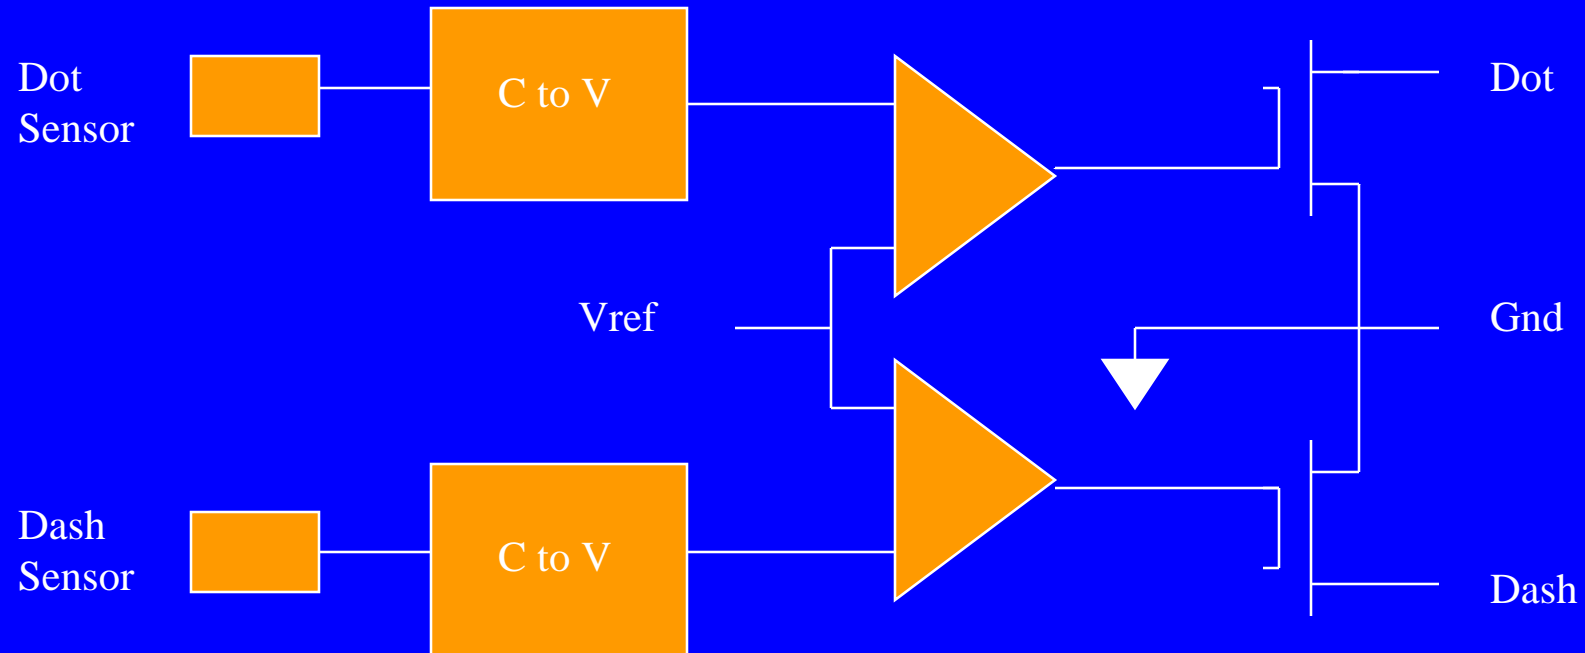 Dot
Sensor
C to V
Dot
Vref
Gnd
Dash
Sensor
C to V
Dash